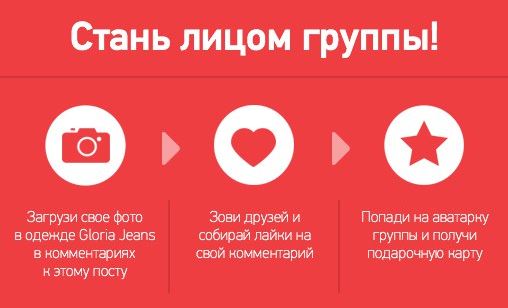 Стань лицом группы!
Загрузи свое фото
в одежде Gloria Jeans
в комментариях
к этому посту
Зови друзей и
собирай лайки на
свой комментарий
Попади на аватарку
группы и получи
подарочную карту